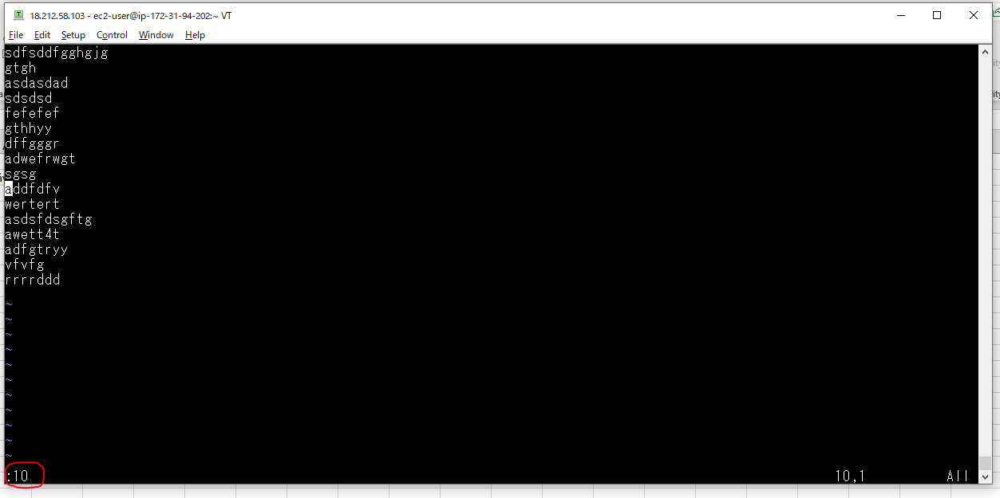 18.212.58.103 - ec2-user@ip-172-31-94-202:~ VT
File Edit Setup Control Window Help
sdfsddfgghgjg
gtgh
asdasdad
sdsdsd
fefefef
gthhyy
dffgggr
adwefrwgt
sgsg
addfdfv
wertert
asdsfdsgftg
awett4t
adfgtryy
vfvfg
rrrrddd
~
~
~
~
~
~
~
~
~
~
~
:10 10,1 All